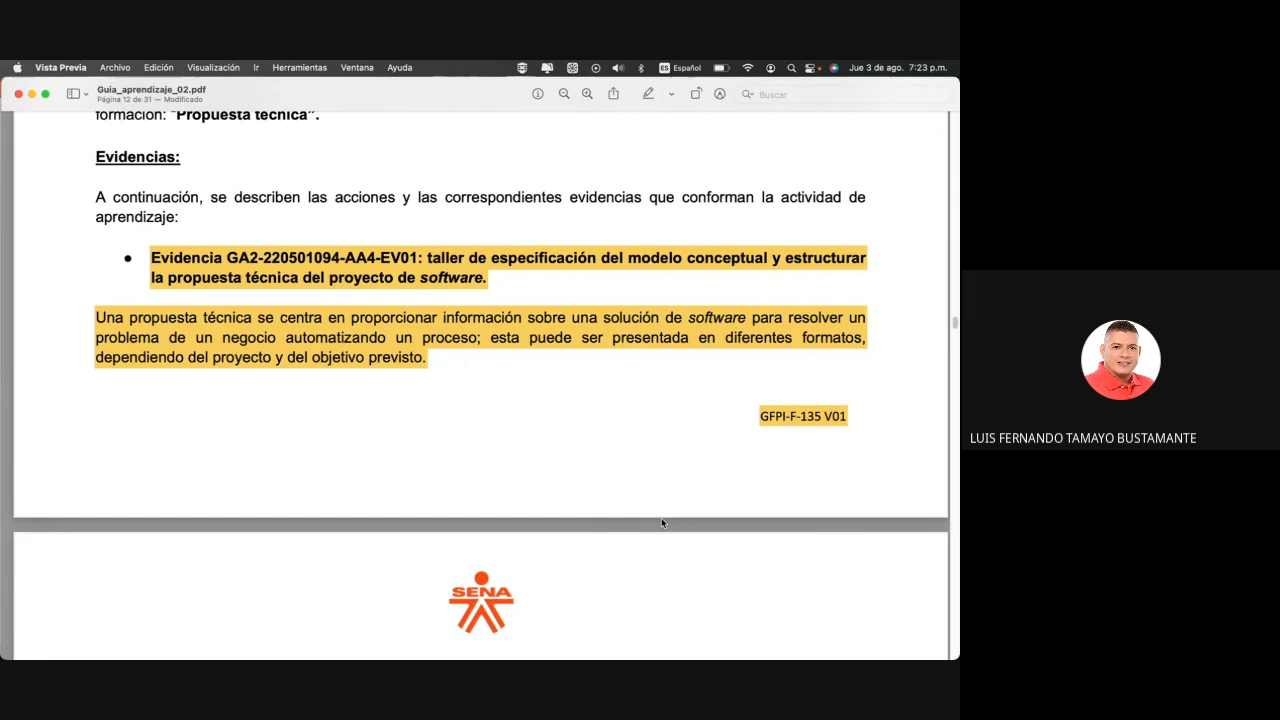 Vista Previa Archivo Edición Visualización Ir Herramientas Ventana Ayuda ES Español Jue 3 de ago. 7:23 p.m.
Guia_aprendizaje_02.pdf
Página 12 de 31 — Modificado
Buscar
formación: "Propuesta técnica".
Evidencias:
A continuación, se describen las acciones y las correspondientes evidencias que conforman la actividad de
aprendizaje:
● Evidencia GA2-220501094-AA4-EV01: taller de especificación del modelo conceptual y estructurar
la propuesta técnica del proyecto de software.
Una propuesta técnica se centra en proporcionar información sobre una solución de software para resolver un
problema de un negocio automatizando un proceso; esta puede ser presentada en diferentes formatos,
dependiendo del proyecto y del objetivo previsto.
GFPI-F-135 V01
SENA
LUIS FERNANDO TAMAYO BUSTAMANTE